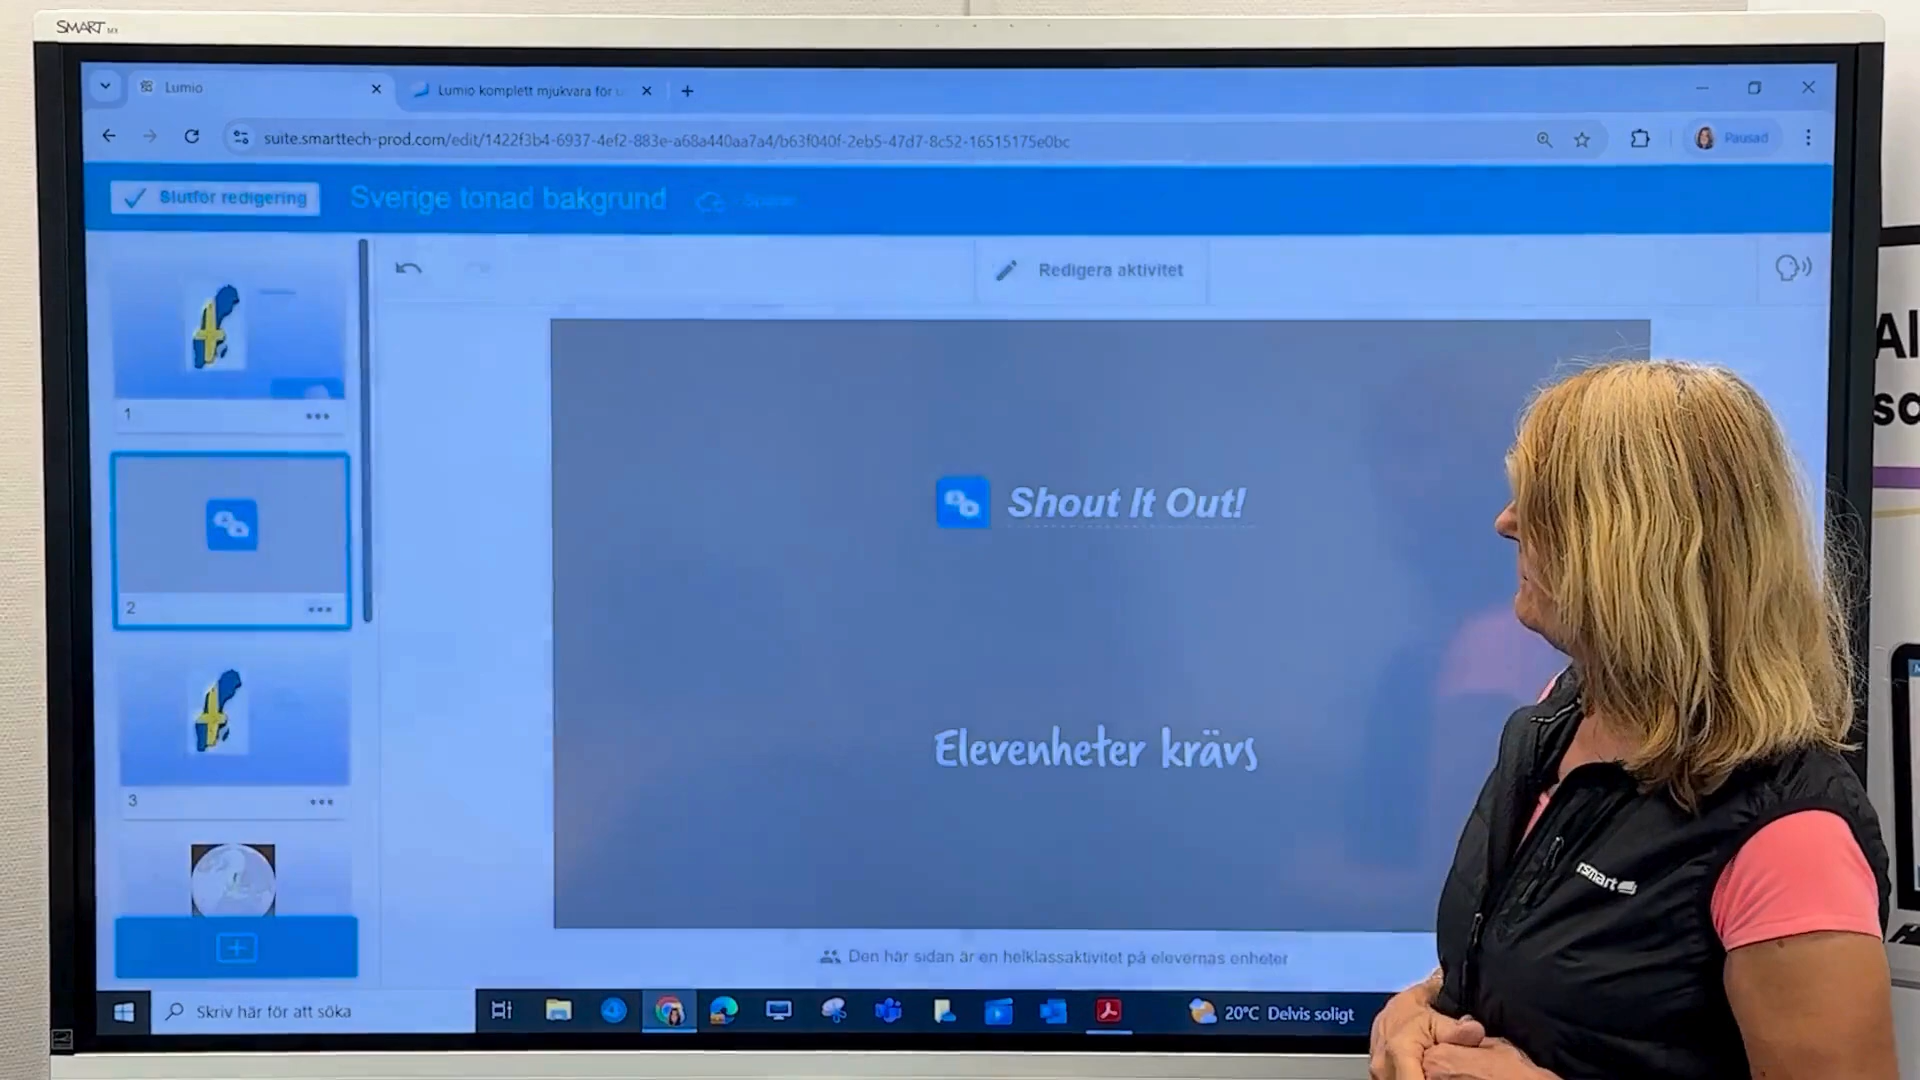 SMART MX
Lumio
Lumio komplett mjukvara för
suite.smarttech-prod.com/edit/1422f3b4-6937-4ef2-883e-a68a440aa7a4/b63f040f-2eb5-47d7-8c52-16515175e0bc
Pausad
Slutför redigering
Sverige tonad bakgrund
Redigera aktivitet
1
2
3
Shout It Out!
Elevenheter krävs
Den här sidan är en helklassaktivitet på elevernas enheter
Skriv här för att söka
20°C Delvis soligt
rsmart